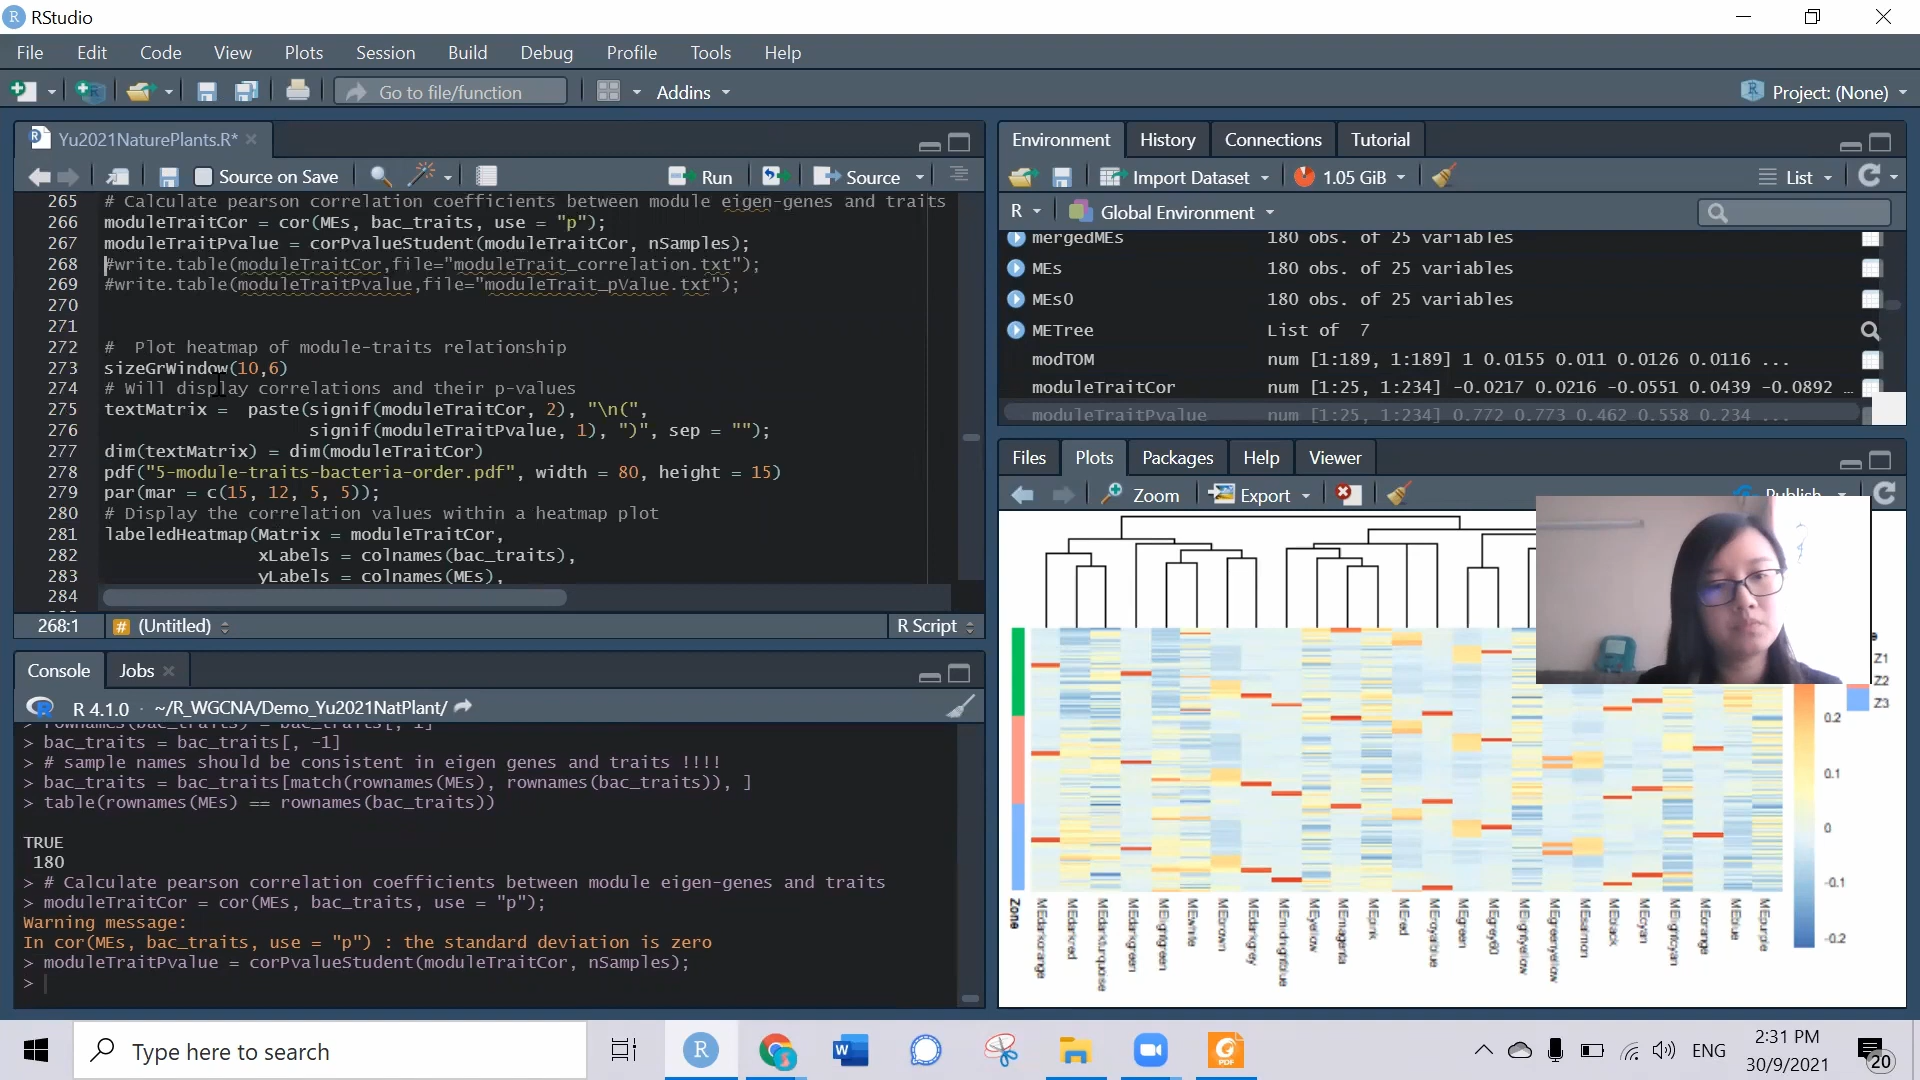 RStudio
File Edit Code View Plots Session Build Debug Profile Tools Help
Go to file/function Addins Project: (None)
Yu2021NaturePlants.R*
Source on Save Run Source
265 # Calculate pearson correlation coefficients between module eigen-genes and traits
266 moduleTraitCor = cor(MEs, bac_traits, use = "p");
267 moduleTraitPvalue = corPvalueStudent(moduleTraitCor, nSamples);
268 #write.table(moduleTraitCor,file="moduleTrait_correlation.txt");
269 #write.table(moduleTraitPvalue,file="moduleTrait_pValue.txt");
270
271
272 #  Plot heatmap of module-traits relationship
273 sizeGrWindow(10,6)
274 # Will display correlations and their p-values
275 textMatrix =  paste(signif(moduleTraitCor, 2), "\n(",
276 signif(moduleTraitPvalue, 1), ")", sep = "");
277 dim(textMatrix) = dim(moduleTraitCor)
278 pdf("5-module-traits-bacteria-order.pdf", width = 80, height = 15)
279 par(mar = c(15, 12, 5, 5));
280 # Display the correlation values within a heatmap plot
281 labeledHeatmap(Matrix = moduleTraitCor,
282 xLabels = colnames(bac_traits),
283 yLabels = colnames(MEs),
284
268:1 # (Untitled) R Script
Console Jobs
R 4.1.0 · ~/R_WGCNA/Demo_Yu2021NatPlant/
> bac_traits = bac_traits[, -1]
> # sample names should be consistent in eigen genes and traits !!!!
> bac_traits = bac_traits[match(rownames(MEs), rownames(bac_traits)), ]
> table(rownames(MEs) == rownames(bac_traits))
TRUE
180
> # Calculate pearson correlation coefficients between module eigen-genes and traits
> moduleTraitCor = cor(MEs, bac_traits, use = "p");
Warning message:
In cor(MEs, bac_traits, use = "p") : the standard deviation is zero
> moduleTraitPvalue = corPvalueStudent(moduleTraitCor, nSamples);
>
Environment History Connections Tutorial
Import Dataset 1.05 GiB List
R Global Environment
mergedMEs 180 obs. of 25 variables
MEs 180 obs. of 25 variables
MEs0 180 obs. of 25 variables
METree List of 7
modTOM num [1:189, 1:189] 1 0.0155 0.011 0.0126 0.0116 ...
moduleTraitCor num [1:25, 1:234] -0.0217 0.0216 -0.0551 0.0439 -0.0892 ...
moduleTraitPvalue num [1:25, 1:234] 0.772 0.773 0.462 0.558 0.234 ...
Files Plots Packages Help Viewer
Zoom Export Publish
Z1
Z2
Z3
0.2
0.1
0
-0.1
-0.2
Zone
MEdarkorange
MEdarkred
MEdarkturquoise
MEdarkgreen
MElightgreen
MEwhite
MEbrown
MEdarkgrey
MEmidnightblue
MEyellow
MEmagenta
MEpink
MEred
MEroyalblue
MEgreen
MEgrey60
MElightyellow
MEgreenyellow
MEsalmon
MEblack
MEcyan
MElightcyan
MEorange
MEblue
MEpurple
Type here to search
ENG
2:31 PM
30/9/2021
20